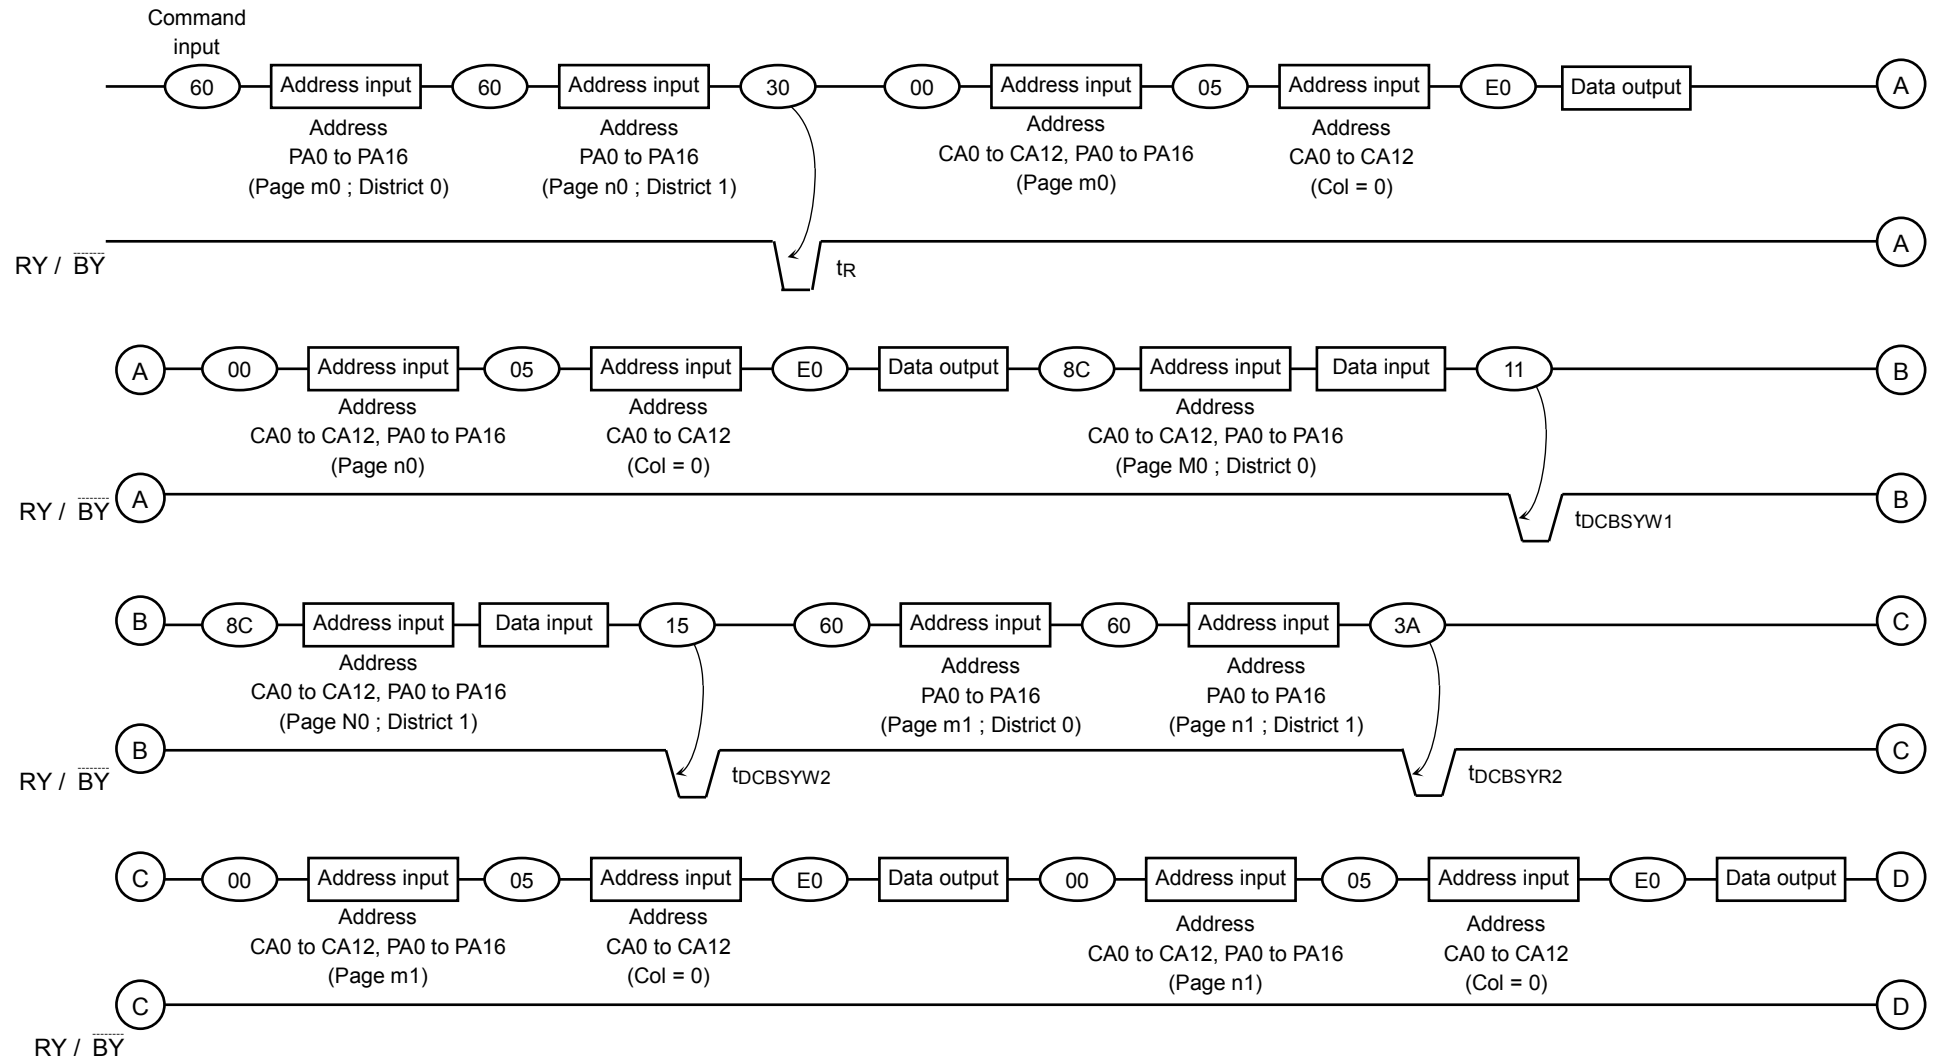 Command
input
60 Address input 60 Address input 30 00 Address input 05 Address input E0 Data output A
Address
PA0 to PA16
(Page m0 ; District 0)
Address
PA0 to PA16
(Page n0 ; District 1)
Address
CA0 to CA12, PA0 to PA16
(Page m0)
Address
CA0 to CA12
(Col = 0)
RY / BY tR A
A 00 Address input 05 Address input E0 Data output 8C Address input Data input 11 B
Address
CA0 to CA12, PA0 to PA16
(Page n0)
Address
CA0 to CA12
(Col = 0)
Address
CA0 to CA12, PA0 to PA16
(Page M0 ; District 0)
RY / BY A tDCBSYW1 B
B 8C Address input Data input 15 60 Address input 60 Address input 3A C
Address
CA0 to CA12, PA0 to PA16
(Page N0 ; District 1)
Address
PA0 to PA16
(Page m1 ; District 0)
Address
PA0 to PA16
(Page n1 ; District 1)
RY / BY B tDCBSYW2 tDCBSYR2 C
C 00 Address input 05 Address input E0 Data output 00 Address input 05 Address input E0 Data output D
Address
CA0 to CA12, PA0 to PA16
(Page m1)
Address
CA0 to CA12
(Col = 0)
Address
CA0 to CA12, PA0 to PA16
(Page n1)
Address
CA0 to CA12
(Col = 0)
C D
RY / BY